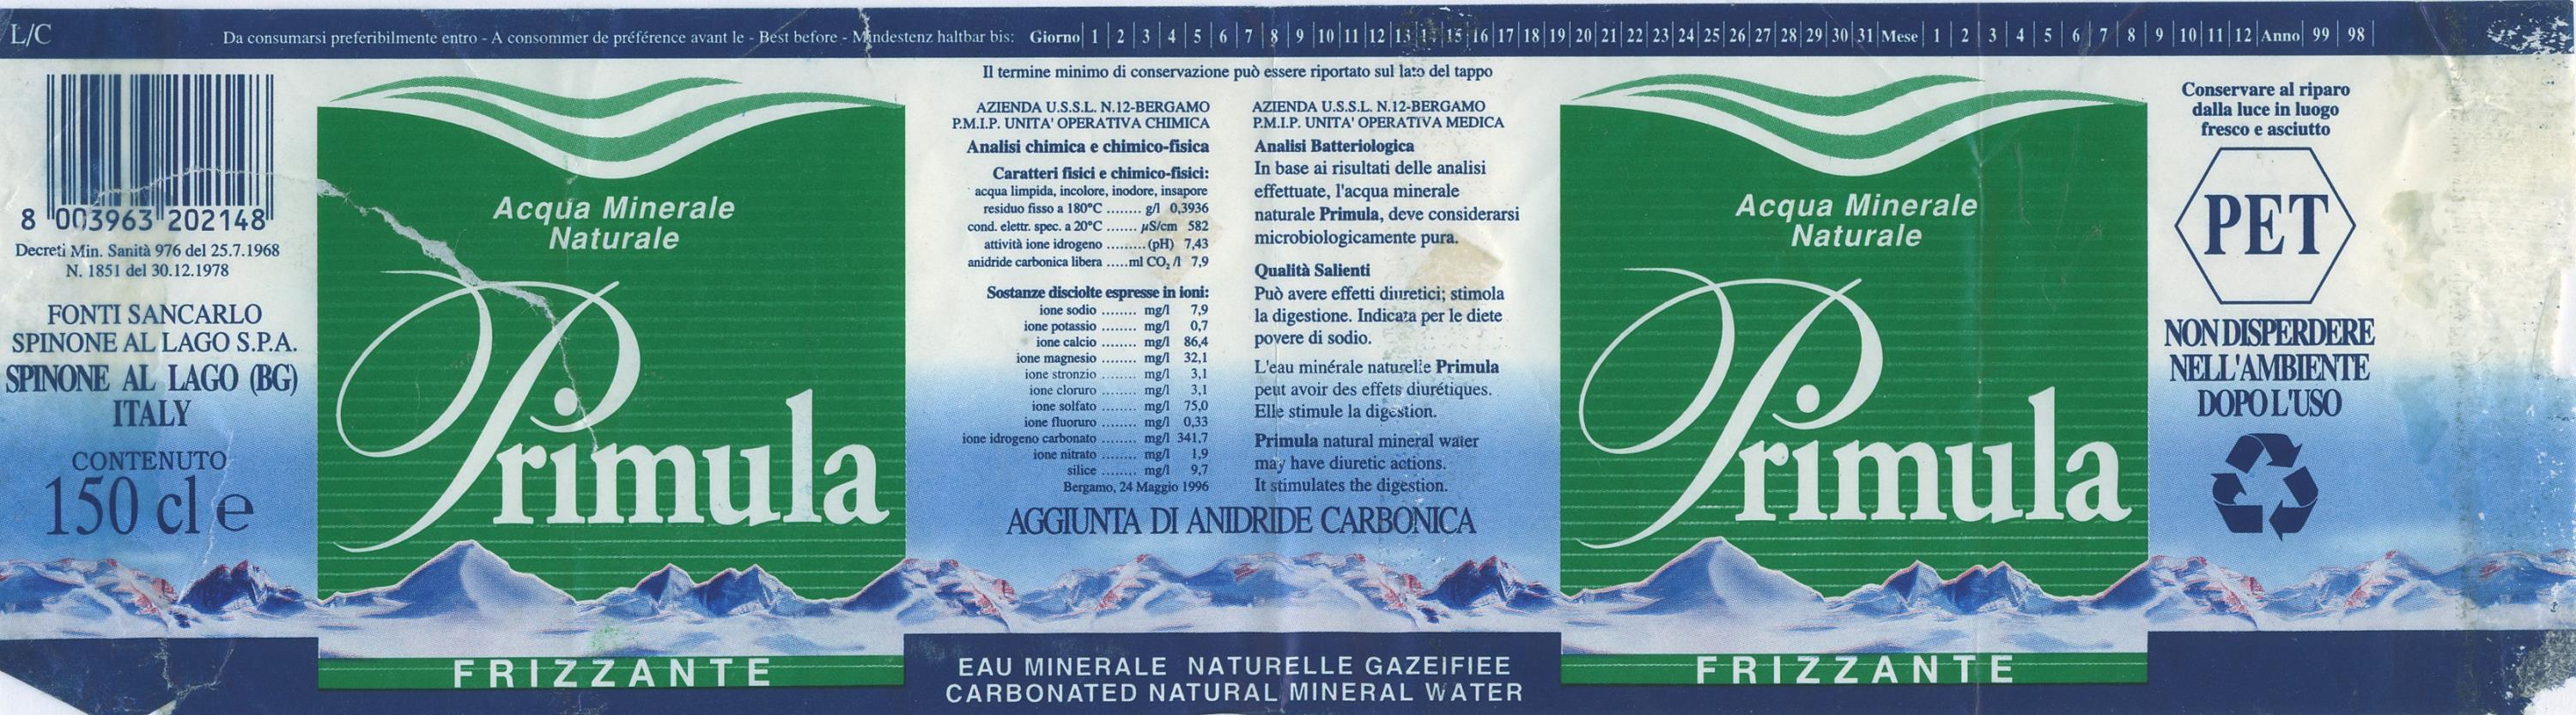 L/C
Da consumarsi preferibilmente entro - A consommer de préférence avant le - Best before - Mindestenz haltbar bis: Giorno 1 2 3 4 5 6 7 8 9 10 11 12 13 14 15 16 17 18 19 20 21 22 23 24 25 26 27 28 29 30 31 Mese 1 2 3 4 5 6 7 8 9 10 11 12 Anno 99 98
8 003963 202148
Decreti Min. Sanità 976 del 25.7.1968
N. 1851 del 30.12.1978
FONTI SANCARLO
SPINONE AL LAGO S.P.A.
SPINONE AL LAGO (BG)
ITALY
CONTENUTO
150 cl e
Acqua Minerale
Naturale
Primula
FRIZZANTE
Il termine minimo di conservazione può essere riportato sul lato del tappo
AZIENDA U.S.S.L. N.12-BERGAMO
P.M.I.P. UNITA' OPERATIVA CHIMICA
Analisi chimica e chimico-fisica
Caratteri fisici e chimico-fisici:
acqua limpida, incolore, inodore, insapore
residuo fisso a 180°C ........ g/l 0,3936
cond. elettr. spec. a 20°C ...... µS/cm 582
attività ione idrogeno .........(pH) 7,43
anidride carbonica libera .....ml CO₂ /l 7,9
Sostanze disciolte espresse in ioni:
ione sodio ........ mg/l 7,9
ione potassio ........ mg/l 0,7
ione calcio ........ mg/l 86,4
ione magnesio ........ mg/l 32,1
ione stronzio ........ mg/l 3,1
ione cloruro ........ mg/l 3,1
ione solfato ........ mg/l 75,0
ione fluoruro ........ mg/l 0,33
ione idrogeno carbonato ........ mg/l 341,7
ione nitrato ........ mg/l 1,9
silice ........ mg/l 9,7
Bergamo, 24 Maggio 1996
AZIENDA U.S.S.L. N.12-BERGAMO
P.M.I.P. UNITA' OPERATIVA MEDICA
Analisi Batteriologica
In base ai risultati delle analisi
effettuate, l'acqua minerale
naturale Primula, deve considerarsi
microbiologicamente pura.
Qualità Salienti
Può avere effetti diuretici; stimola
la digestione. Indicata per le diete
povere di sodio.
L'eau minérale naturelle Primula
peut avoir des effets diurétiques.
Elle stimule la digestion.
Primula natural mineral water
may have diuretic actions.
It stimulates the digestion.
AGGIUNTA DI ANIDRIDE CARBONICA
EAU MINERALE NATURELLE GAZEIFIEE
CARBONATED NATURAL MINERAL WATER
Acqua Minerale
Naturale
Primula
FRIZZANTE
Conservare al riparo
dalla luce in luogo
fresco e asciutto
PET
NON DISPERDERE
NELL'AMBIENTE
DOPO L'USO